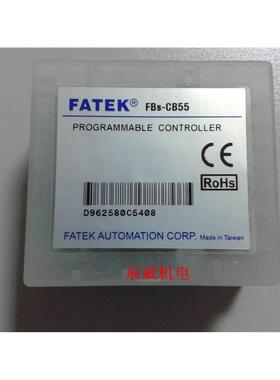 FATEK® FBs-CB55
PROGRAMMABLE CONTROLLER
CE
RoHs
D962580C5408
FATEK AUTOMATION CORP. Made in Taiwan
辰威机电